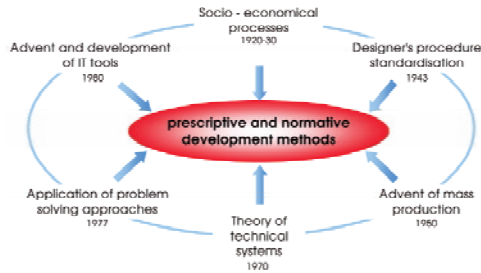 Socio - economical
processes
1920-30
Advent and development
of IT tools
1980
Designer's procedure
standardisation
1943
prescriptive and normative
development methods
Application of problem
solving approaches
1977
Advent of mass
production
1950
Theory of
technical
systems
1970